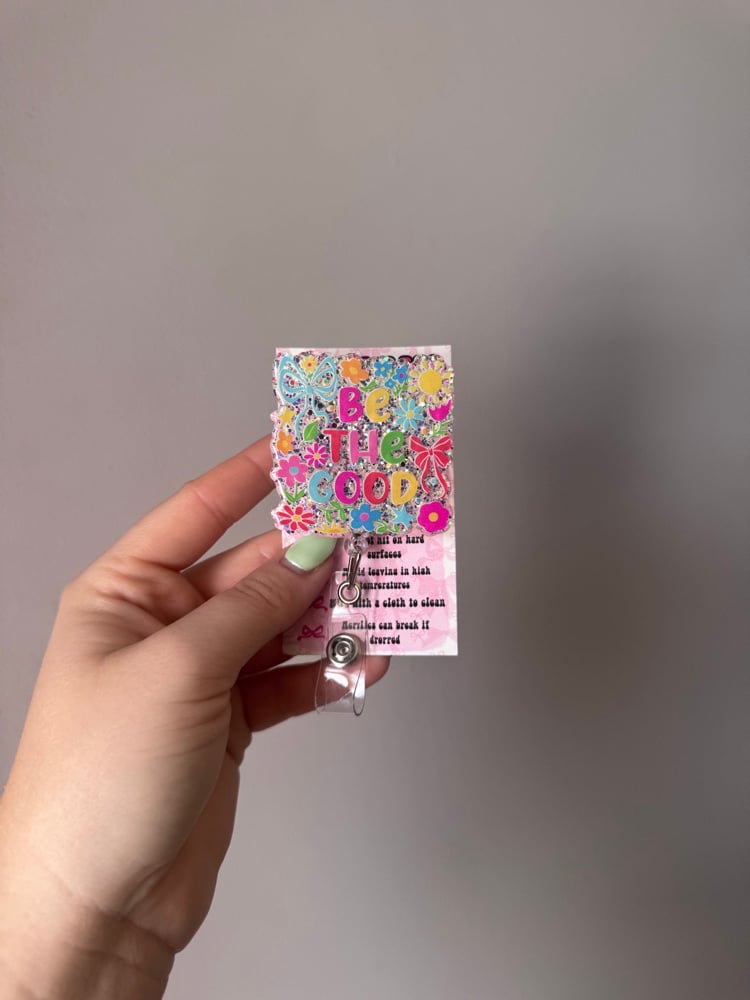 BE
THE
GOOD
hit on hard
surfaces
leaving in high
temperatures
with a cloth to clean
can break if
dropped